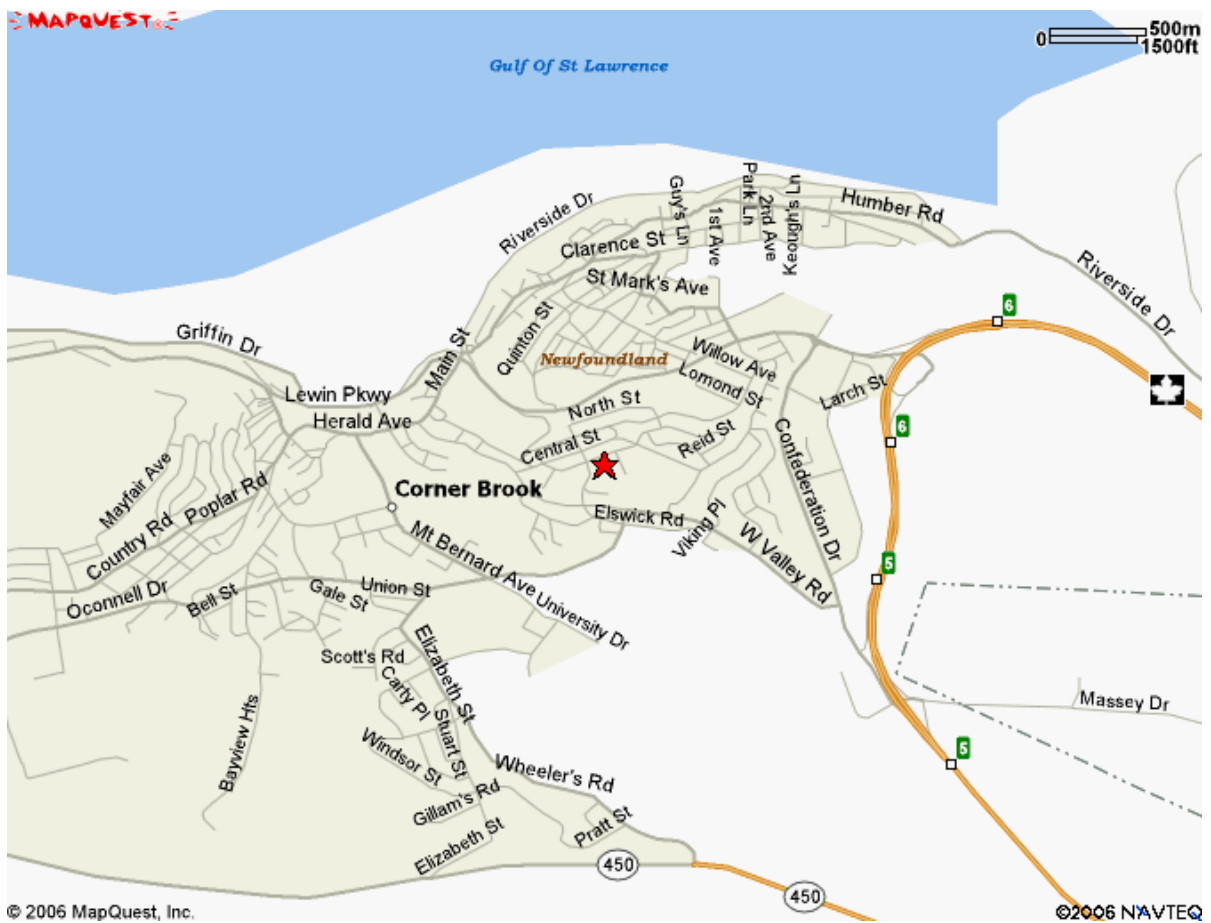 MAPQUEST
0 500m
1500ft
Gulf Of St Lawrence
Riverside Dr
Guy's Ln
1st Ave
Park Ln
2nd Ave
Keough's Ln
Humber Rd
Clarence St
St Mark's Ave
Riverside Dr
Griffin Dr
Main St
Quinton St
Newfoundland
Willow Ave
Lomond St
Larch St
6
Lewin Pkwy
Herald Ave
North St
Central St
Reid St
Confederation Dr
6
Mayfair Ave
Poplar Rd
Country Rd
Corner Brook
Elswick Rd
Viking Pl
W Valley Rd
5
Mt Bernard Ave
University Dr
Oconnell Dr
Bell St
Gale St
Union St
Scott's Rd
Elizabeth St
Carty Pl
Stuart St
Bayview Hts
Windsor St
Massey Dr
5
Wheeler's Rd
Gillam's Rd
Pratt St
Elizabeth St
450
450
© 2006 MapQuest, Inc.
©2006 NAVTEQ